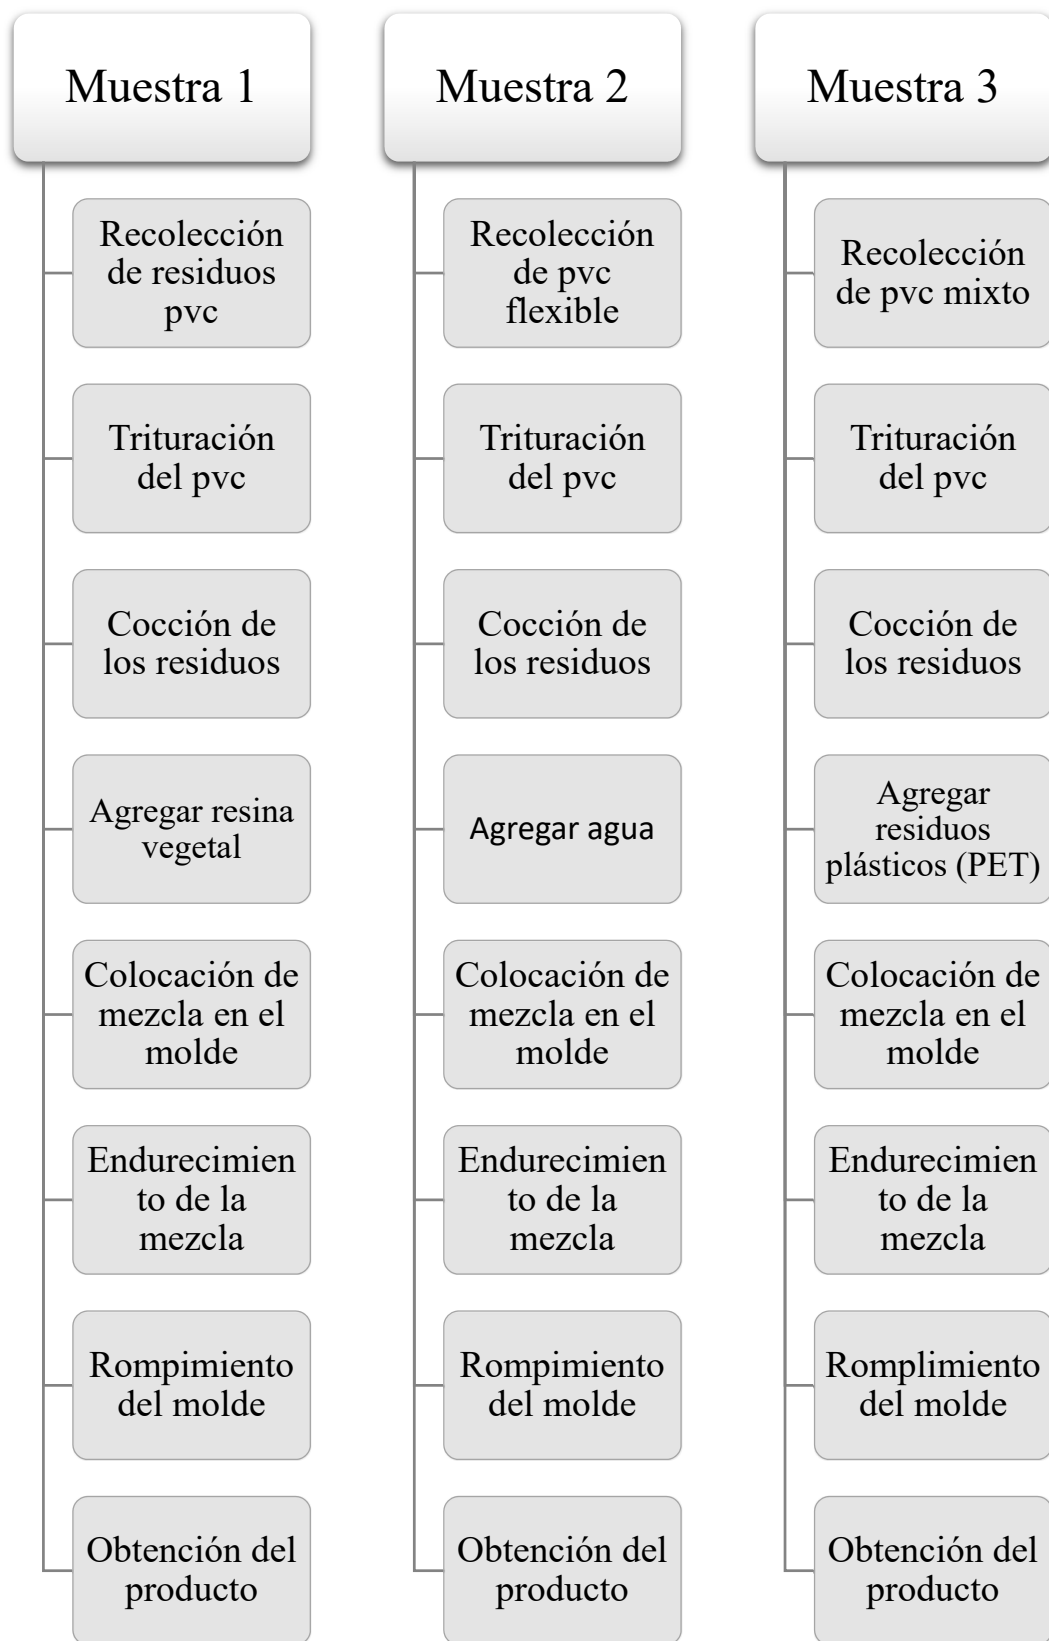 Muestra 1
Recolección
de residuos
pvc
Trituración
del pvc
Cocción de
los residuos
Agregar resina
vegetal
Colocación de
mezcla en el
molde
Endurecimien
to de la
mezcla
Rompimiento
del molde
Obtención del
producto
Muestra 2
Recolección
de pvc
flexible
Trituración
del pvc
Cocción de
los residuos
Agregar agua
Colocación de
mezcla en el
molde
Endurecimien
to de la
mezcla
Rompimiento
del molde
Obtención del
producto
Muestra 3
Recolección
de pvc mixto
Trituración
del pvc
Cocción de
los residuos
Agregar
residuos
plásticos (PET)
Colocación de
mezcla en el
molde
Endurecimien
to de la
mezcla
Romplimiento
del molde
Obtención del
producto